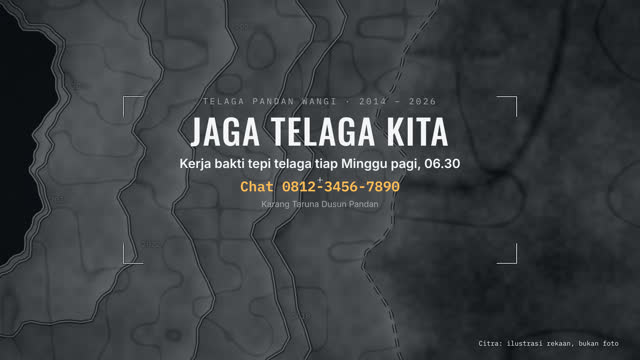 TELAGA PANDAN WANGI · 2014 – 2026
JAGA TELAGA KITA
Kerja bakti tepi telaga tiap Minggu pagi, 06.30
Chat 0812-3456-7890
Karang Taruna Dusun Pandan
Citra: ilustrasi rekaan, bukan foto